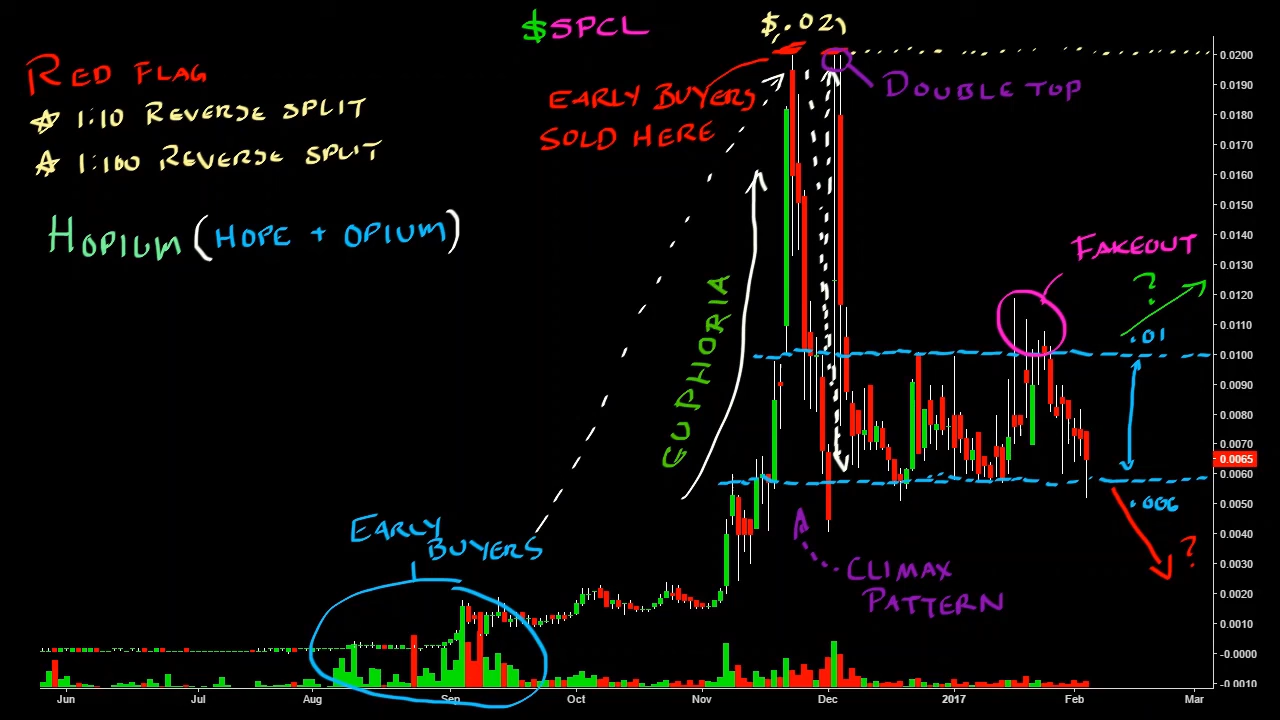 $SPCL
$.021
RED FLAG
☆ 1:10 REVERSE SPLIT
☆ 1:100 REVERSE SPLIT
HOPIUM (HOPE + OPIUM)
EARLY BUYERS
SOLD HERE
DOUBLE TOP
EUPHORIA
FAKEOUT
?
.01
.006
?
EARLY
BUYERS
CLIMAX
PATTERN
0.0200
0.0190
0.0180
0.0170
0.0160
0.0150
0.0140
0.0130
0.0120
0.0110
0.0100
0.0090
0.0080
0.0070
0.0065
0.0060
0.0050
0.0040
0.0030
0.0020
0.0010
-0.0000
-0.0010
Jun Jul Aug Sep Oct Nov Dec 2017 Feb Mar